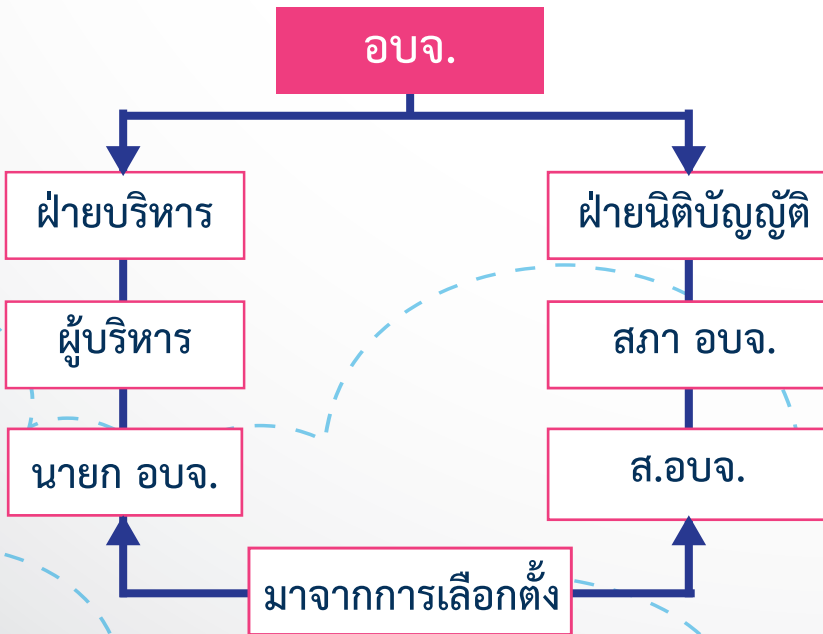 อบจ.
ฝ่ายบริหาร
ฝ่ายนิติบัญญัติ
ผู้บริหาร
สภา อบจ.
นายก อบจ.
ส.อบจ.
มาจากการเลือกตั้ง